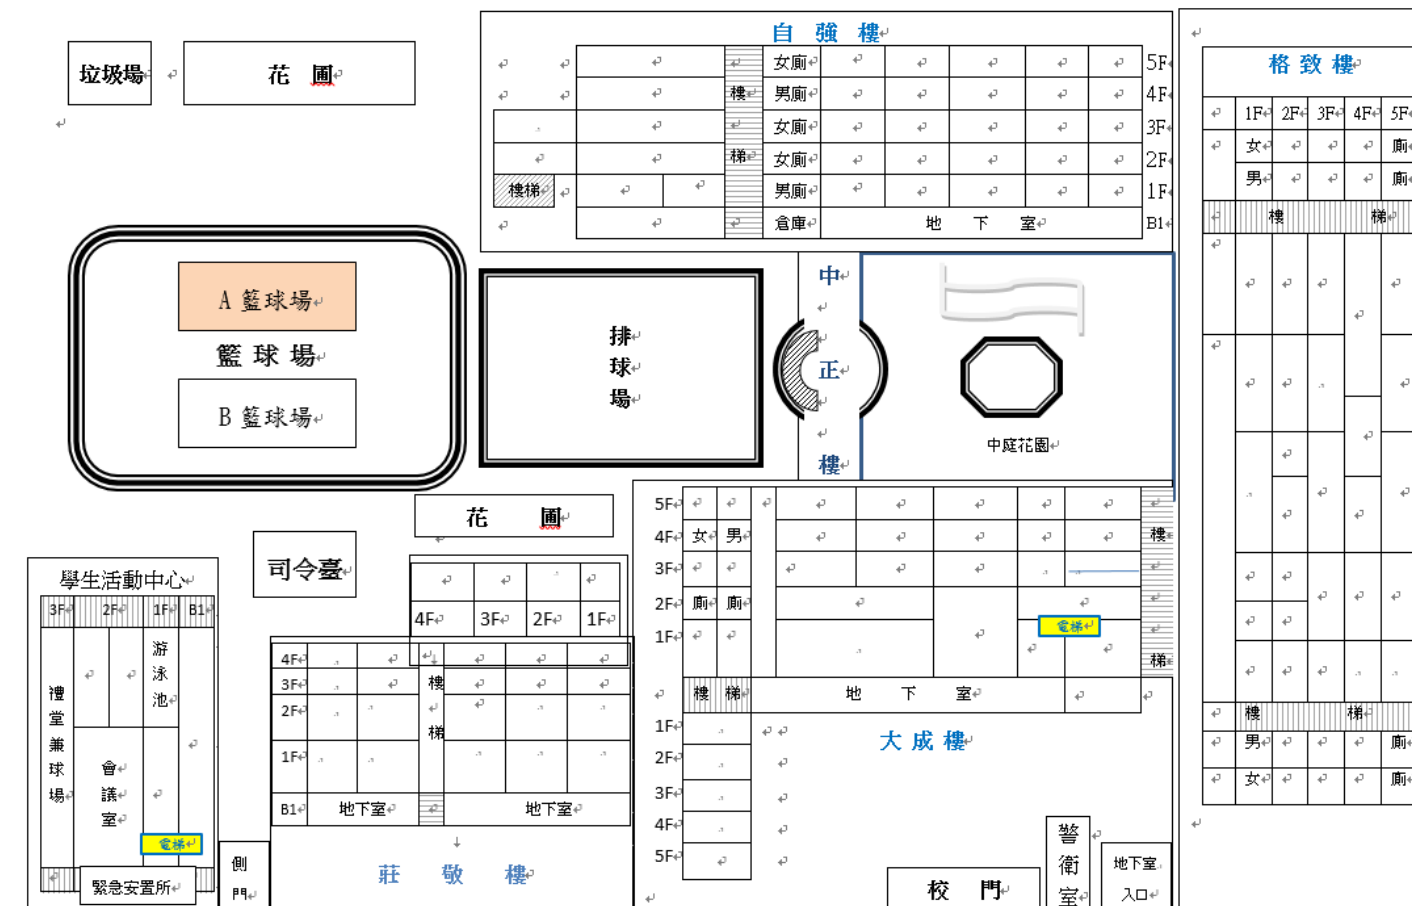 自 強 樓
垃圾場
花 圃
女廁 5F
樓 男廁 4F
女廁 3F
梯 女廁 2F
樓梯 男廁 1F
倉庫 地 下 室 B1
格 致 樓
1F 2F 3F 4F 5F
女 廁
男 廁
樓 梯
樓 梯
男 廁
女 廁
A 籃球場
籃 球 場
B 籃球場
排
球
場
中
正
樓
中庭花園
花 圃
司令臺
5F
4F 女 男 樓
3F
2F 廁 廁
電梯
1F
梯
樓 梯 地 下 室
1F
2F
3F
4F
5F
大 成 樓
學生活動中心
3F 2F 1F B1
游
泳
池
禮
堂
兼
球
場
會
議
室
電梯
緊急安置所
側
門
4F 3F 2F 1F
4F
3F 樓
2F
梯
1F
B1 地下室 地下室
莊 敬 樓
校 門
警
衛
室
地下室
入口